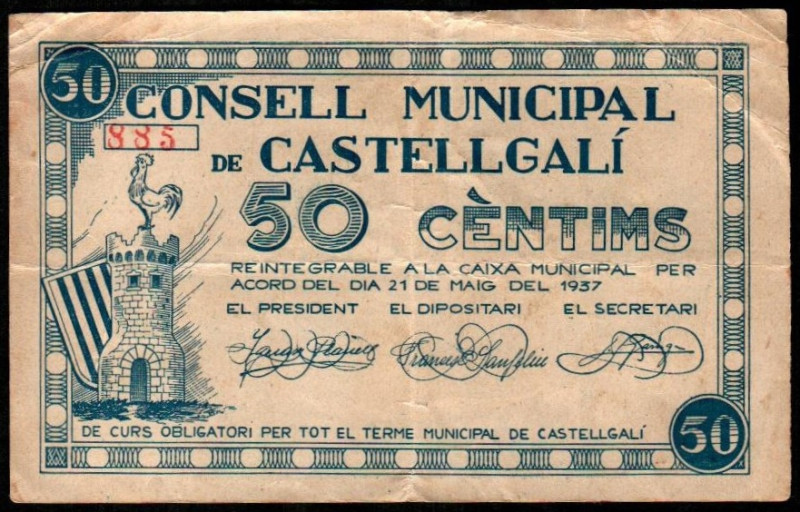 50
CONSELL MUNICIPAL
885
DE CASTELLGALÍ
50 CÈNTIMS
REINTEGRABLE A LA CAIXA MUNICIPAL PER
ACORD DEL DIA 21 DE MAIG DEL 1937
EL PRESIDENT EL DIPOSITARI EL SECRETARI
DE CURS OBLIGATORI PER TOT EL TERME MUNICIPAL DE CASTELLGALÍ
50